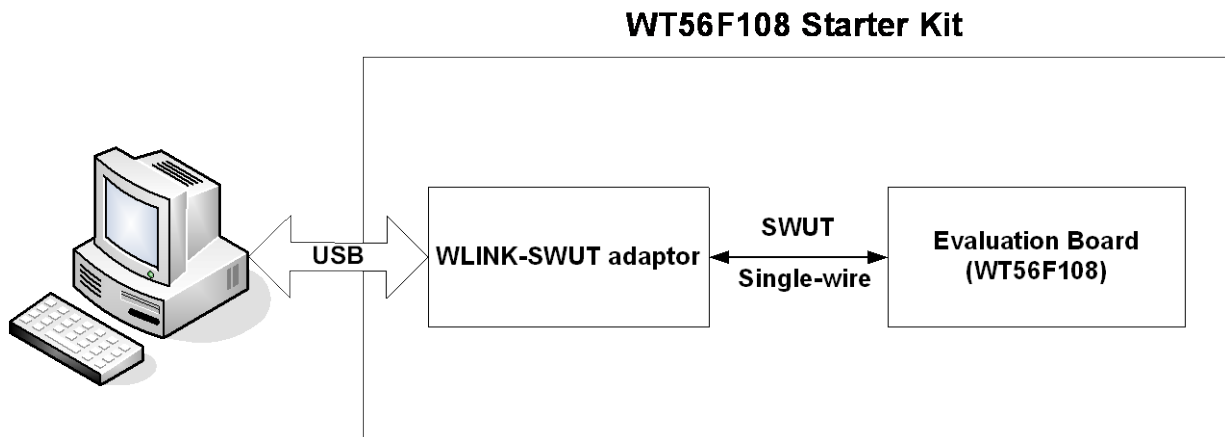 WT56F108 Starter Kit
USB
WLINK-SWUT adaptor
SWUT
Single-wire
Evaluation Board
(WT56F108)